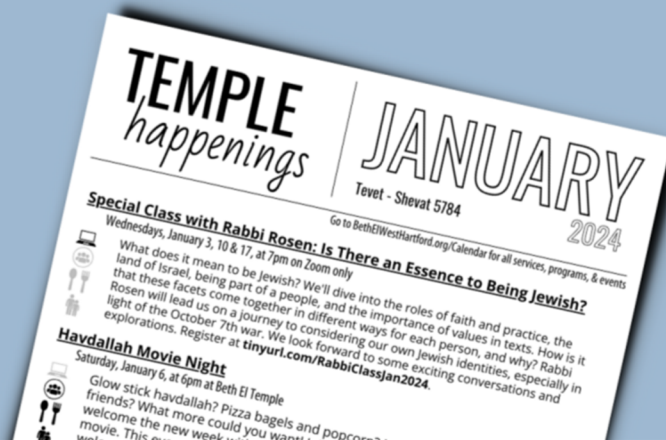 TEMPLE
happenings
JANUARY
Tevet - Shevat 5784
2024
Go to BethElWestHartford.org/Calendar for all services, programs, & events
Special Class with Rabbi Rosen: Is There an Essence to Being Jewish?
Wednesdays, January 3, 10 & 17, at 7pm on Zoom only
What does it mean to be Jewish? We'll dive into the roles of faith and practice, the
land of Israel, being part of a people, and the importance of values in texts. How is it
that these facets come together in different ways for each person, and why? Rabbi
Rosen will lead us on a journey to considering our own Jewish identities, especially in
light of the October 7th war. We look forward to some exciting conversations and
explorations. Register at tinyurl.com/RabbiClassJan2024.
Havdallah Movie Night
Saturday, January 6, at 6pm at Beth El Temple
Glow stick havdallah? Pizza bagels and popcorn?
friends? What more could you want
welcome the new week
movie. This